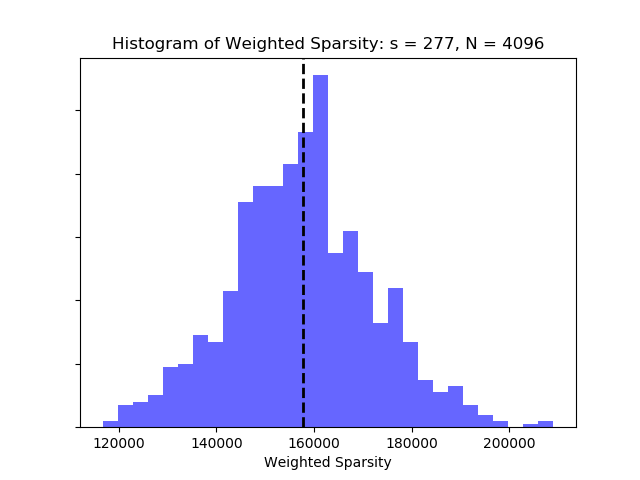 Histogram of Weighted Sparsity: s = 277, N = 4096
120000 140000 160000 180000 200000
Weighted Sparsity